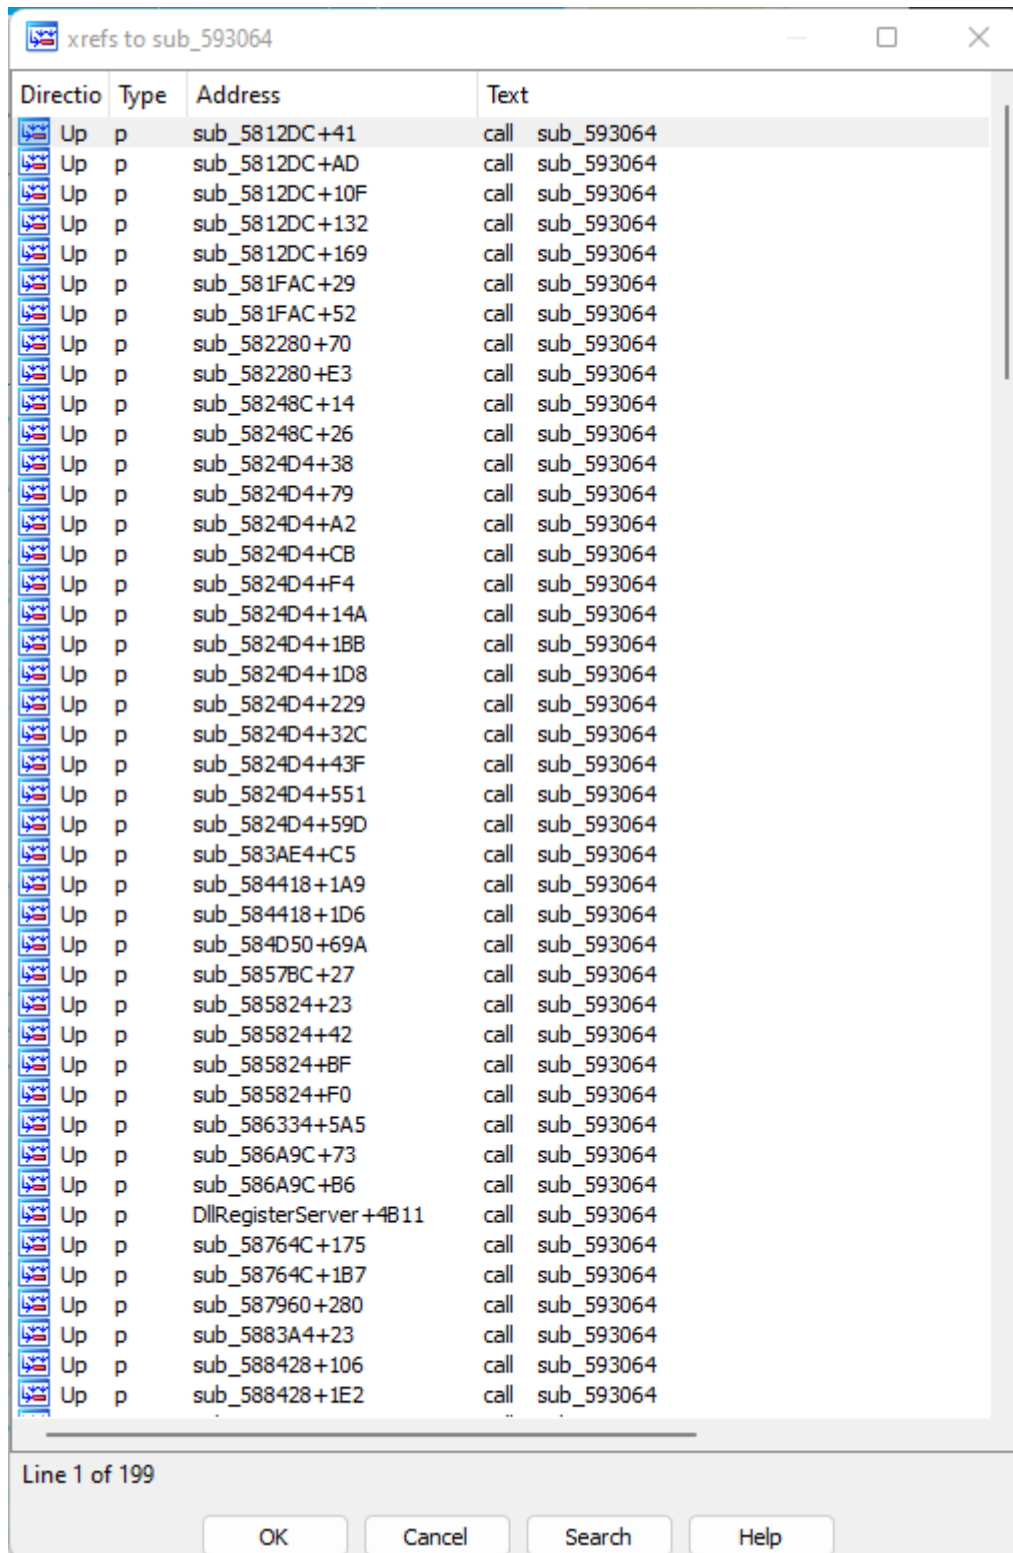 xrefs to sub_593064
Directio Type Address Text
Up p sub_5812DC+41 call sub_593064
Up p sub_5812DC+AD call sub_593064
Up p sub_5812DC+10F call sub_593064
Up p sub_5812DC+132 call sub_593064
Up p sub_5812DC+169 call sub_593064
Up p sub_581FAC+29 call sub_593064
Up p sub_581FAC+52 call sub_593064
Up p sub_582280+70 call sub_593064
Up p sub_582280+E3 call sub_593064
Up p sub_58248C+14 call sub_593064
Up p sub_58248C+26 call sub_593064
Up p sub_5824D4+38 call sub_593064
Up p sub_5824D4+79 call sub_593064
Up p sub_5824D4+A2 call sub_593064
Up p sub_5824D4+CB call sub_593064
Up p sub_5824D4+F4 call sub_593064
Up p sub_5824D4+14A call sub_593064
Up p sub_5824D4+1BB call sub_593064
Up p sub_5824D4+1D8 call sub_593064
Up p sub_5824D4+229 call sub_593064
Up p sub_5824D4+32C call sub_593064
Up p sub_5824D4+43F call sub_593064
Up p sub_5824D4+551 call sub_593064
Up p sub_5824D4+59D call sub_593064
Up p sub_583AE4+C5 call sub_593064
Up p sub_584418+1A9 call sub_593064
Up p sub_584418+1D6 call sub_593064
Up p sub_584D50+69A call sub_593064
Up p sub_5857BC+27 call sub_593064
Up p sub_585824+23 call sub_593064
Up p sub_585824+42 call sub_593064
Up p sub_585824+BF call sub_593064
Up p sub_585824+F0 call sub_593064
Up p sub_586334+5A5 call sub_593064
Up p sub_586A9C+73 call sub_593064
Up p sub_586A9C+B6 call sub_593064
Up p DllRegisterServer+4B11 call sub_593064
Up p sub_58764C+175 call sub_593064
Up p sub_58764C+1B7 call sub_593064
Up p sub_587960+280 call sub_593064
Up p sub_5883A4+23 call sub_593064
Up p sub_588428+106 call sub_593064
Up p sub_588428+1E2 call sub_593064
Line 1 of 199
OK Cancel Search Help